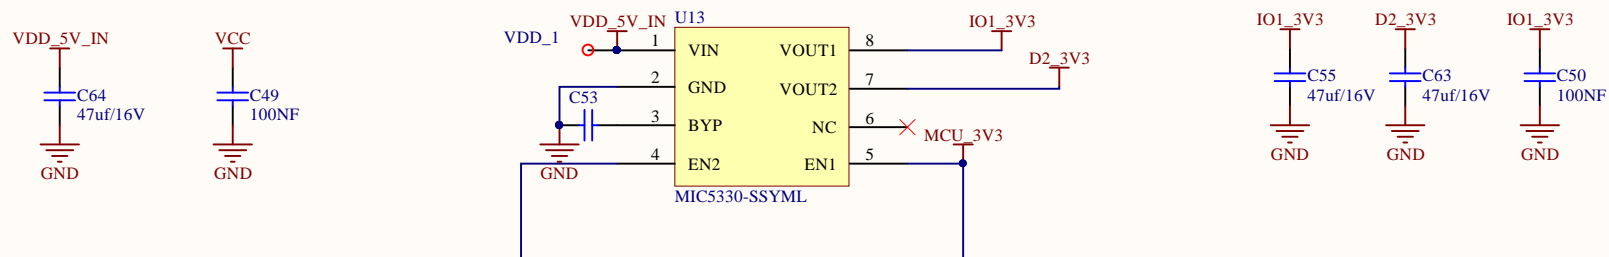 VDD_5V_IN
C64
47uf/16V
GND
VCC
C49
100NF
GND
VDD_1
VDD_5V_IN
U13
1 VIN
2 GND
C53
3 BYP
4 EN2
GND
VOUT1 8
VOUT2 7
NC 6
EN1 5
MIC5330-SSYML
IO1_3V3
D2_3V3
MCU_3V3
IO1_3V3
C55
47uf/16V
GND
D2_3V3
C63
47uf/16V
GND
IO1_3V3
C50
100NF
GND